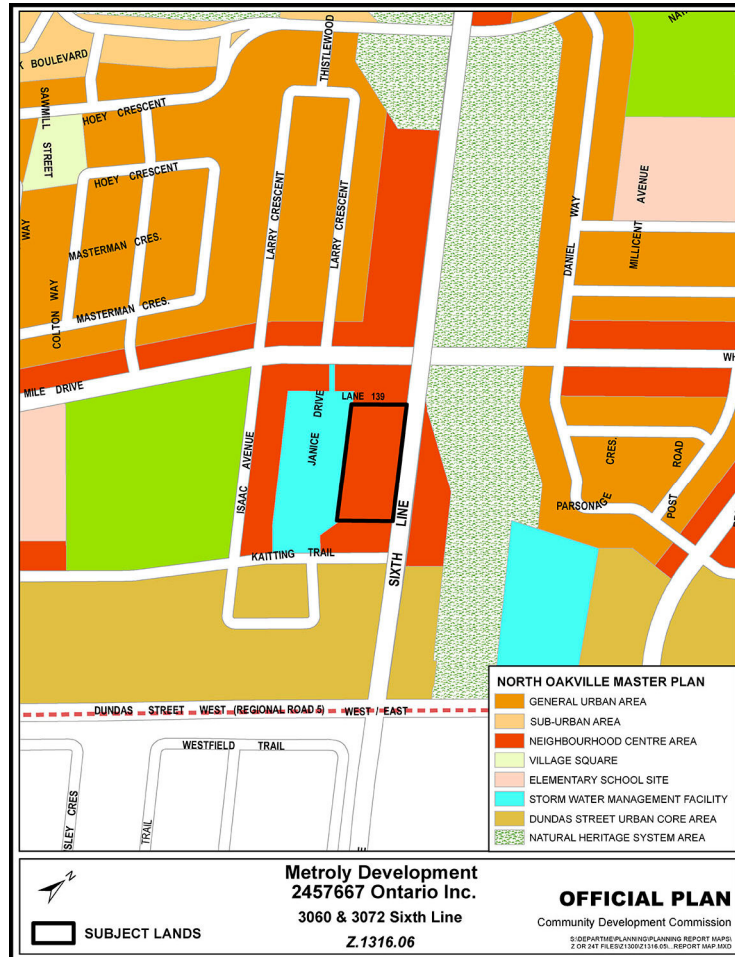 THISTLEWOOD
NA
K BOULEVARD
SAWMILL STREET
HOEY CRESCENT
HOEY CRESCENT
WAY
MASTERMAN CRES.
MASTERMAN CRES.
COLTON WAY
LARRY CRESCENT
LARRY CRESCENT
DANIEL WAY
MILLICENT AVENUE
WH
MILE DRIVE
LANE 139
JANICE DRIVE
ISAAC AVENUE
SIXTH LINE
KAITTING TRAIL
PARSONAGE CRES.
POST ROAD
DUNDAS STREET WEST (REGIONAL ROAD 5) WEST / EAST
WESTFIELD TRAIL
SLEY CRES
TRAIL
NORTH OAKVILLE MASTER PLAN
GENERAL URBAN AREA
SUB-URBAN AREA
NEIGHBOURHOOD CENTRE AREA
VILLAGE SQUARE
ELEMENTARY SCHOOL SITE
STORM WATER MANAGEMENT FACILITY
DUNDAS STREET URBAN CORE AREA
NATURAL HERITAGE SYSTEM AREA
Z
SUBJECT LANDS
Metroly Development
2457667 Ontario Inc.
3060 & 3072 Sixth Line
Z.1316.06
OFFICIAL PLAN
Community Development Commission